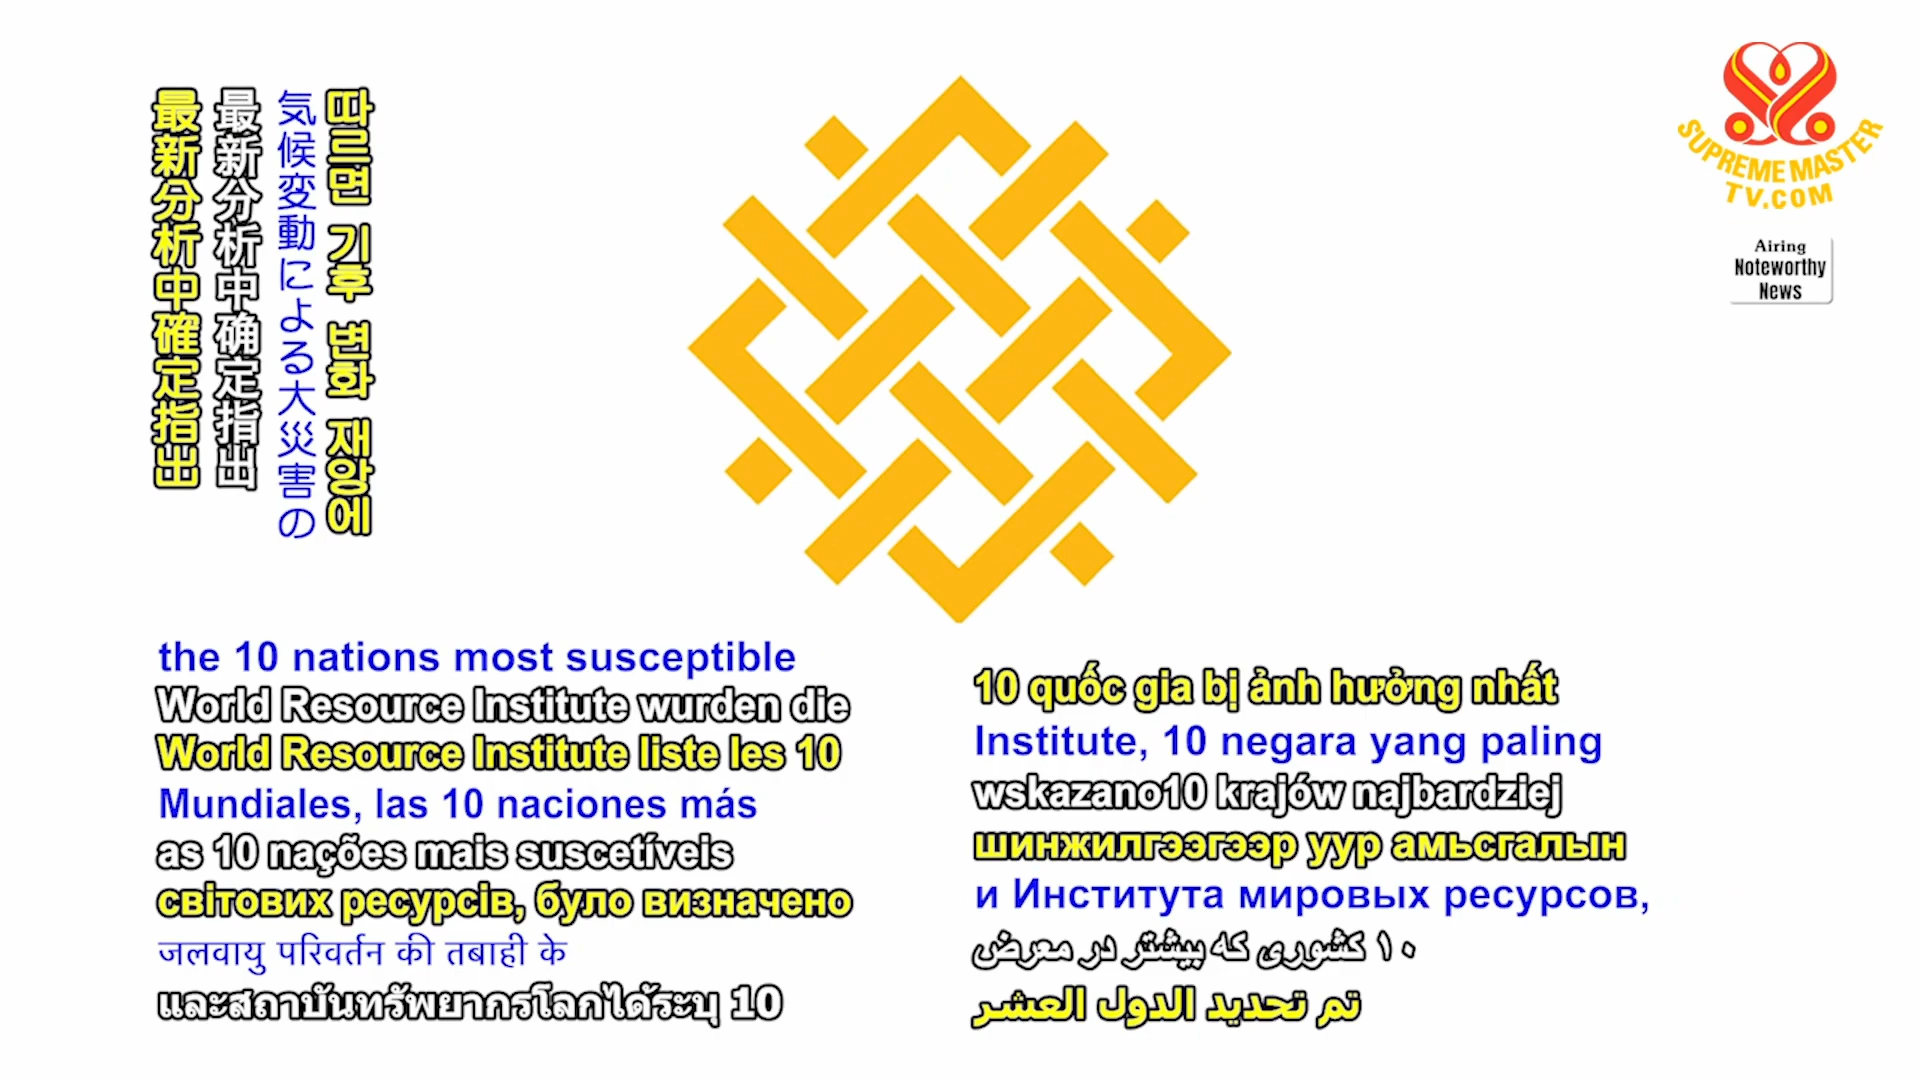 最新分析中確定指出
最新分析中确定指出
気候変動による大災害の
따르면 기후 변화 재앙에
SUPREME MASTER
TV.COM
Airing
Noteworthy
News
the 10 nations most susceptible
World Resource Institute wurden die
World Resource Institute liste les 10
Mundiales, las 10 naciones más
as 10 nações mais suscetíveis
світових ресурсів, було визначено
जलवायु परिवर्तन की तबाही के
และสถาบันทรัพยากรโลกได้ระบุ 10
10 quốc gia bị ảnh hưởng nhất
Institute, 10 negara yang paling
wskazano10 krajów najbardziej
шинжилгээгээр уур амьсгалын
и Института мировых ресурсов,
۱۰ کشوری که بیشتر در معرض
تم تحديد الدول العشر